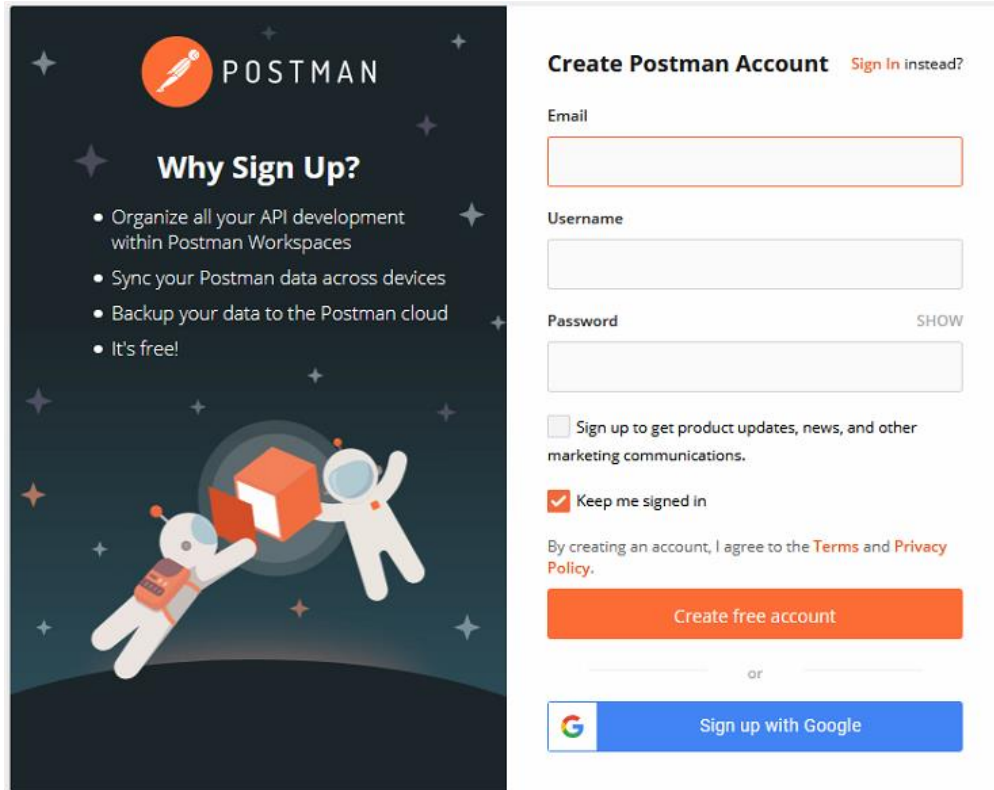 POSTMAN
Why Sign Up?
Organize all your API development
within Postman Workspaces
Sync your Postman data across devices
Backup your data to the Postman cloud
It's free!
Create Postman Account Sign In instead?
Email
Username
Password SHOW
Sign up to get product updates, news, and other
marketing communications.
Keep me signed in
By creating an account, I agree to the Terms and Privacy
Policy.
Create free account
or
Sign up with Google